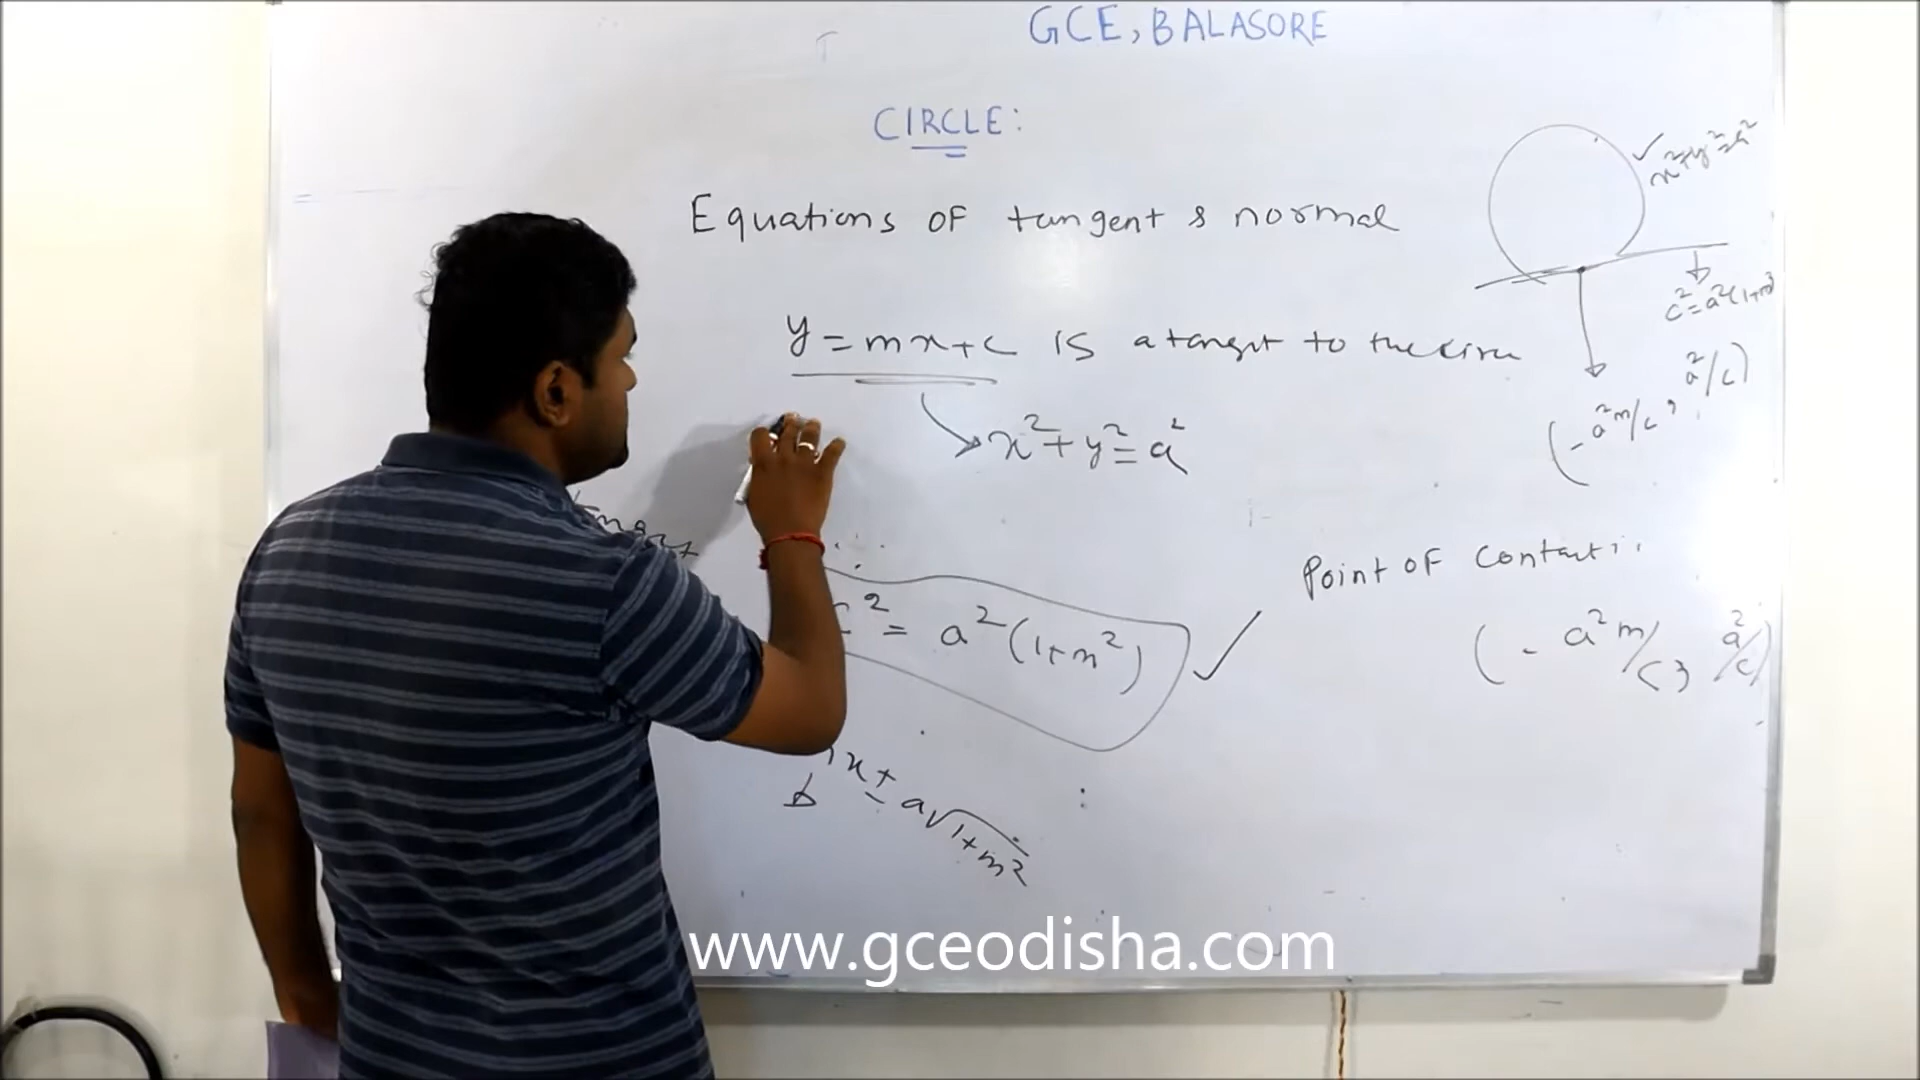 GCE, BALASORE
CIRCLE:
x²+y²=a²
Equations OF tangent & normal
c²=a²(1+m²)
y=mx+c is a tangent to the circle
(-a²m/c, a²/c)
x²+y²=a²
Point OF contact:
² = a²(1+m²)
(- a²m/c, a²/c)
x ± a√1+m²
www.gceodisha.com